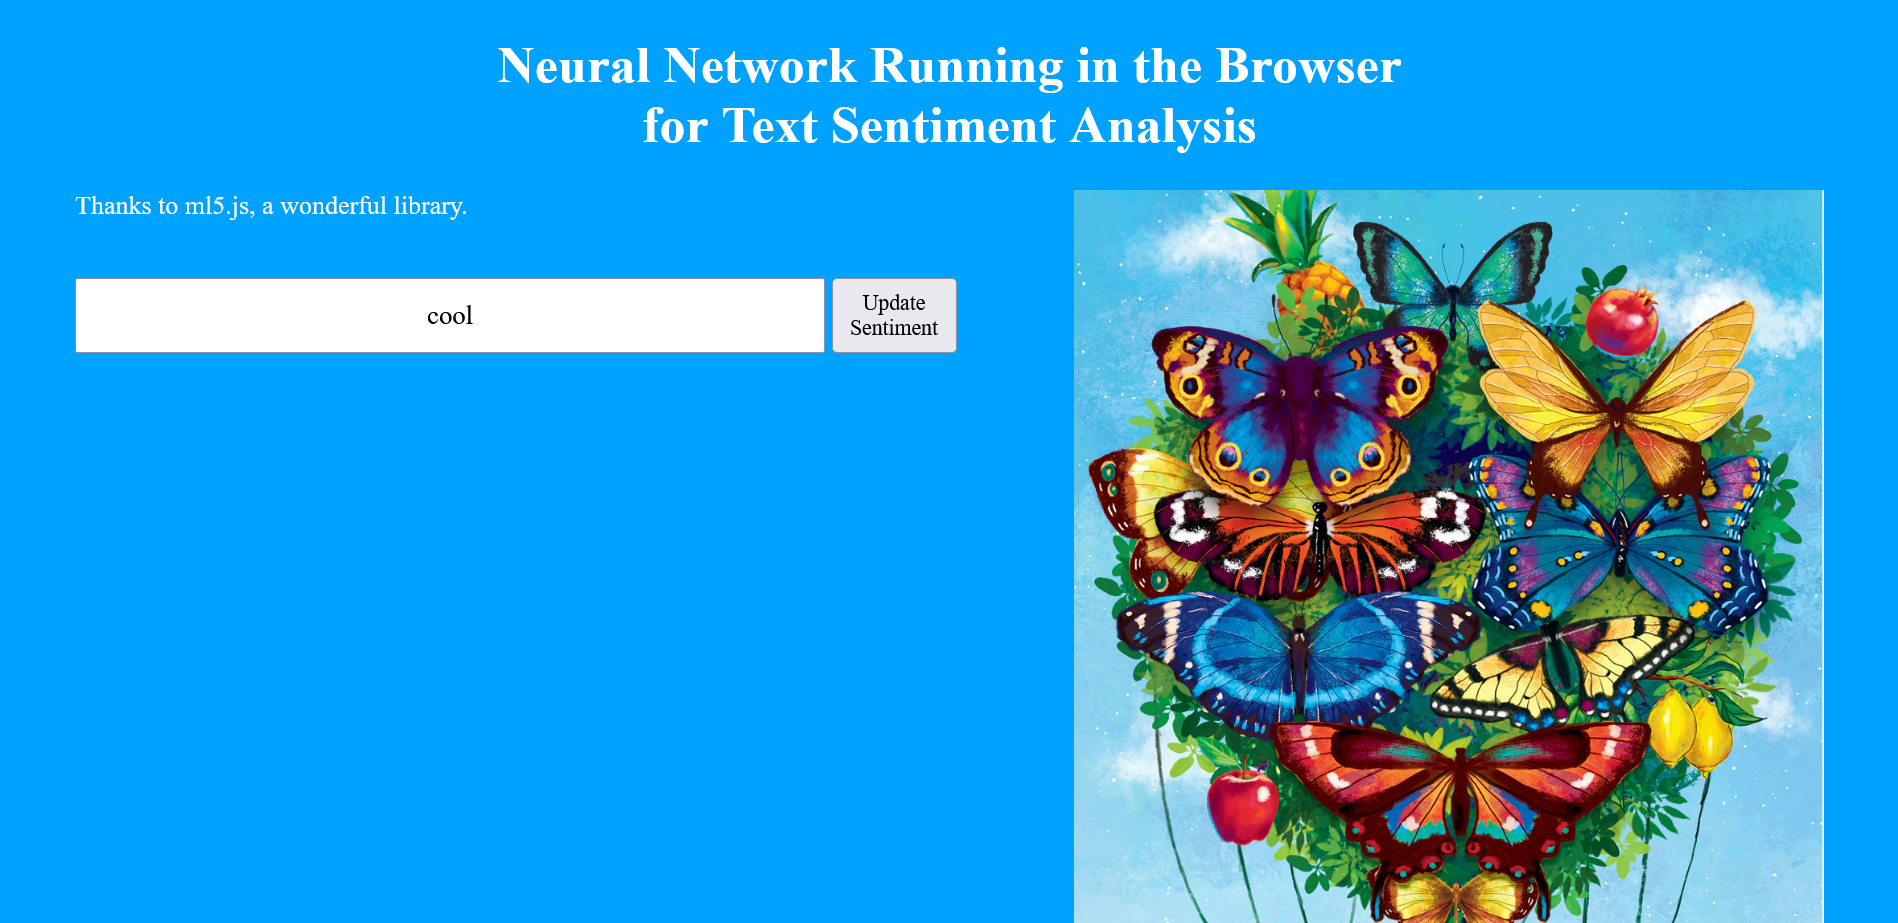 Neural Network Running in the Browser
for Text Sentiment Analysis
Thanks to ml5.js, a wonderful library.
cool
Update
Sentiment